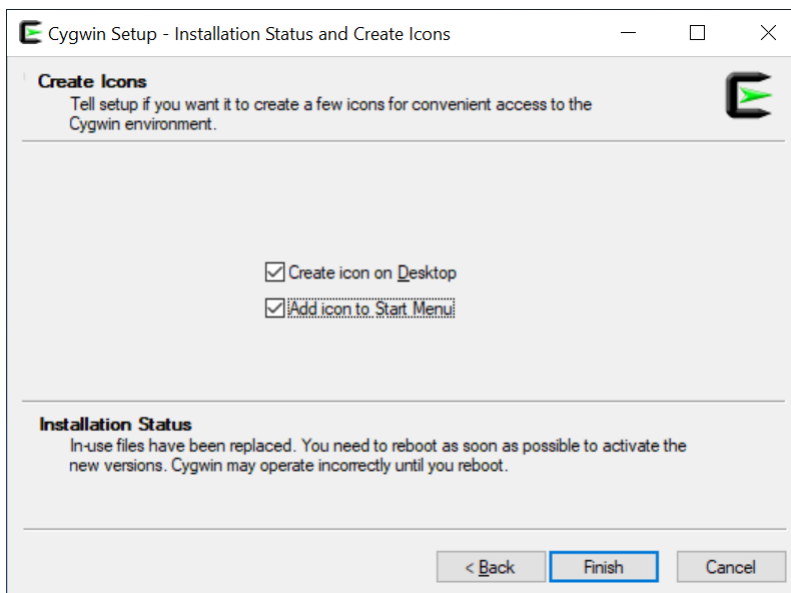 Cygwin Setup - Installation Status and Create Icons
Create Icons
Tell setup if you want it to create a few icons for convenient access to the
Cygwin environment.
Create icon on Desktop
Add icon to Start Menu
Installation Status
In-use files have been replaced. You need to reboot as soon as possible to activate the
new versions. Cygwin may operate incorrectly until you reboot.
< Back Finish Cancel